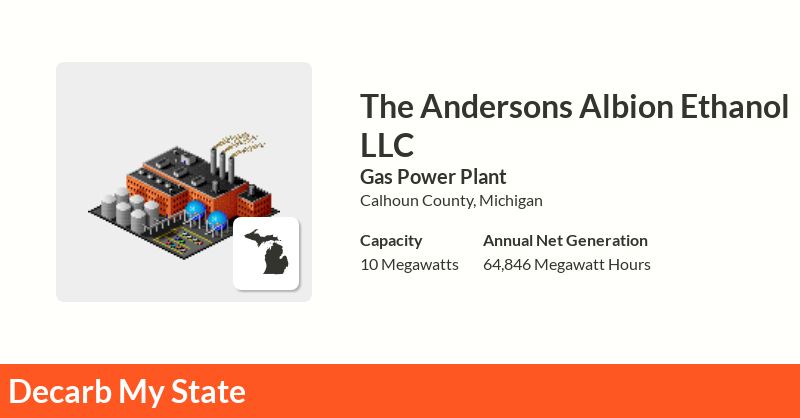 The Andersons Albion Ethanol
LLC
Gas Power Plant
Calhoun County, Michigan
Capacity
Annual Net Generation
10 Megawatts
64,846 Megawatt Hours
Decarb My State